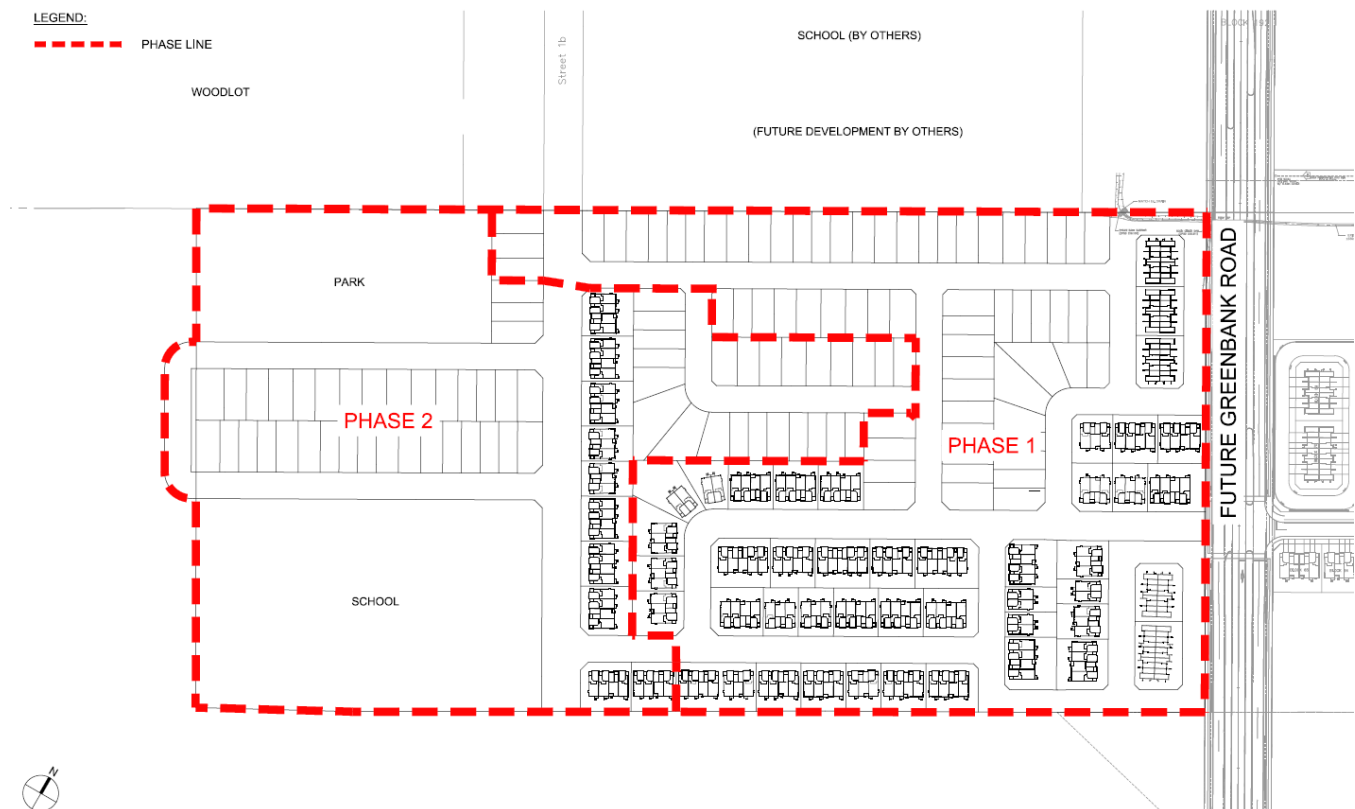 LEGEND:
PHASE LINE
WOODLOT
Street 1b
SCHOOL (BY OTHERS)
(FUTURE DEVELOPMENT BY OTHERS)
PARK
PHASE 2
PHASE 1
SCHOOL
FUTURE GREENBANK ROAD
N